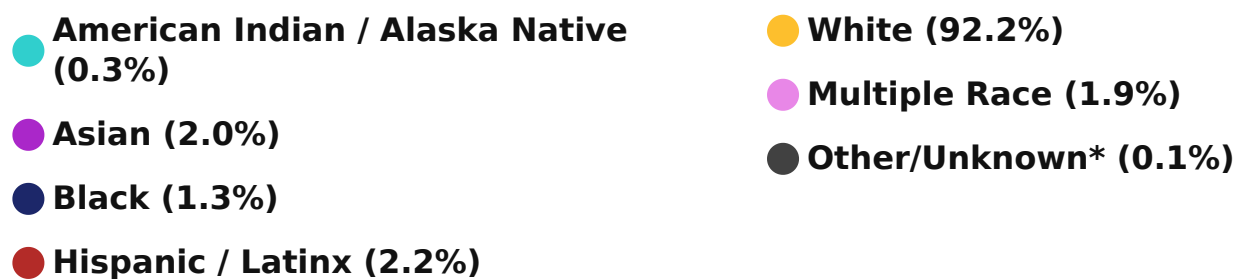 American Indian / Alaska Native
(0.3%)
Asian (2.0%)
Black (1.3%)
Hispanic / Latinx (2.2%)
White (92.2%)
Multiple Race (1.9%)
Other/Unknown* (0.1%)